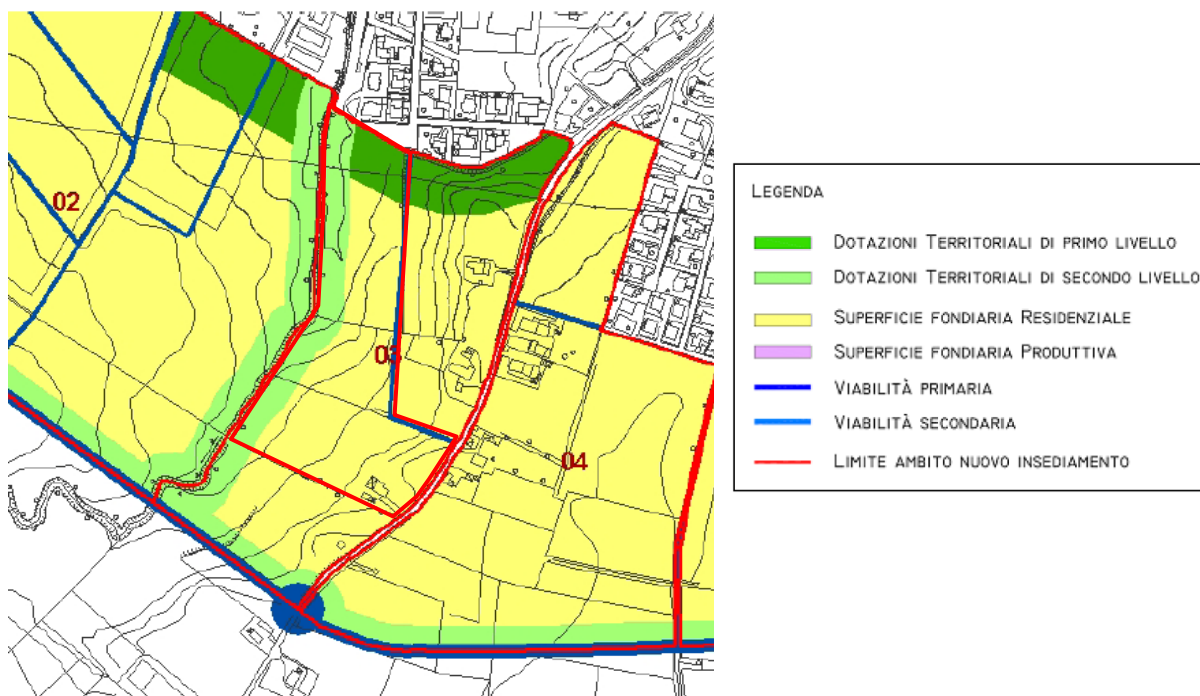 02
03
04
LEGENDA
DOTAZIONI TERRITORIALI DI PRIMO LIVELLO
DOTAZIONI TERRITORIALI DI SECONDO LIVELLO
SUPERFICIE FONDIARIA RESIDENZIALE
SUPERFICIE FONDIARIA PRODUTTIVA
VIABILITÀ PRIMARIA
VIABILITÀ SECONDARIA
LIMITE AMBITO NUOVO INSEDIAMENTO